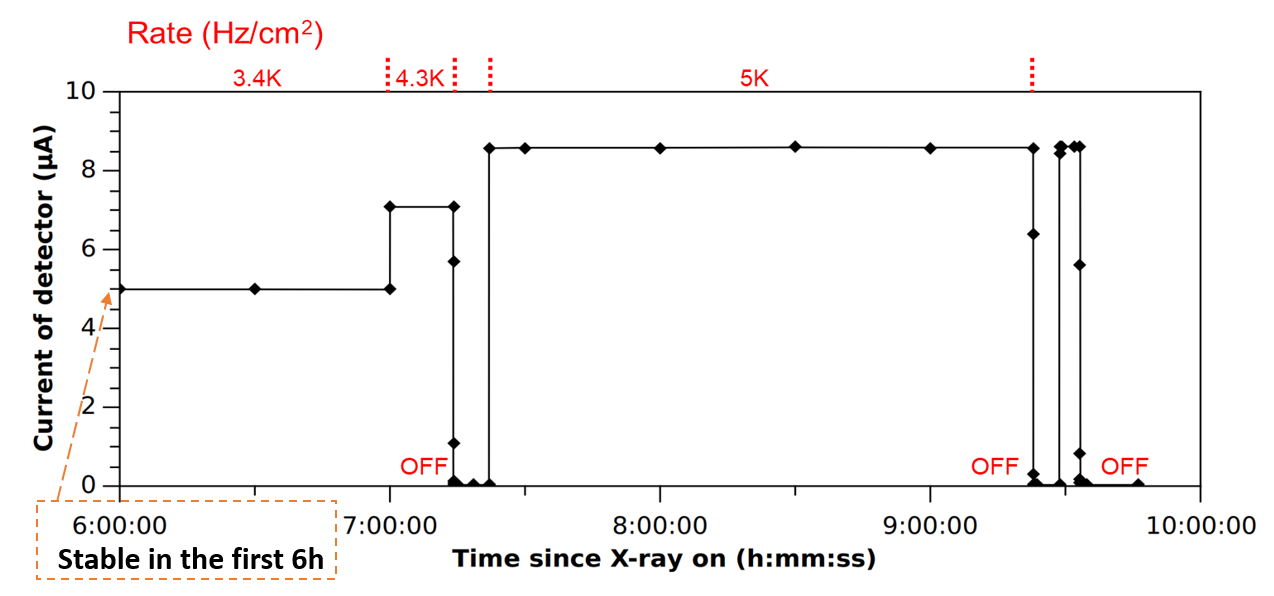 Rate (Hz/cm²)
3.4K 4.3K 5K
10
8
6
4
2
0
Current of detector (μA)
OFF OFF OFF
6:00:00 7:00:00 8:00:00 9:00:00 10:00:00
Stable in the first 6h
Time since X-ray on (h:mm:ss)